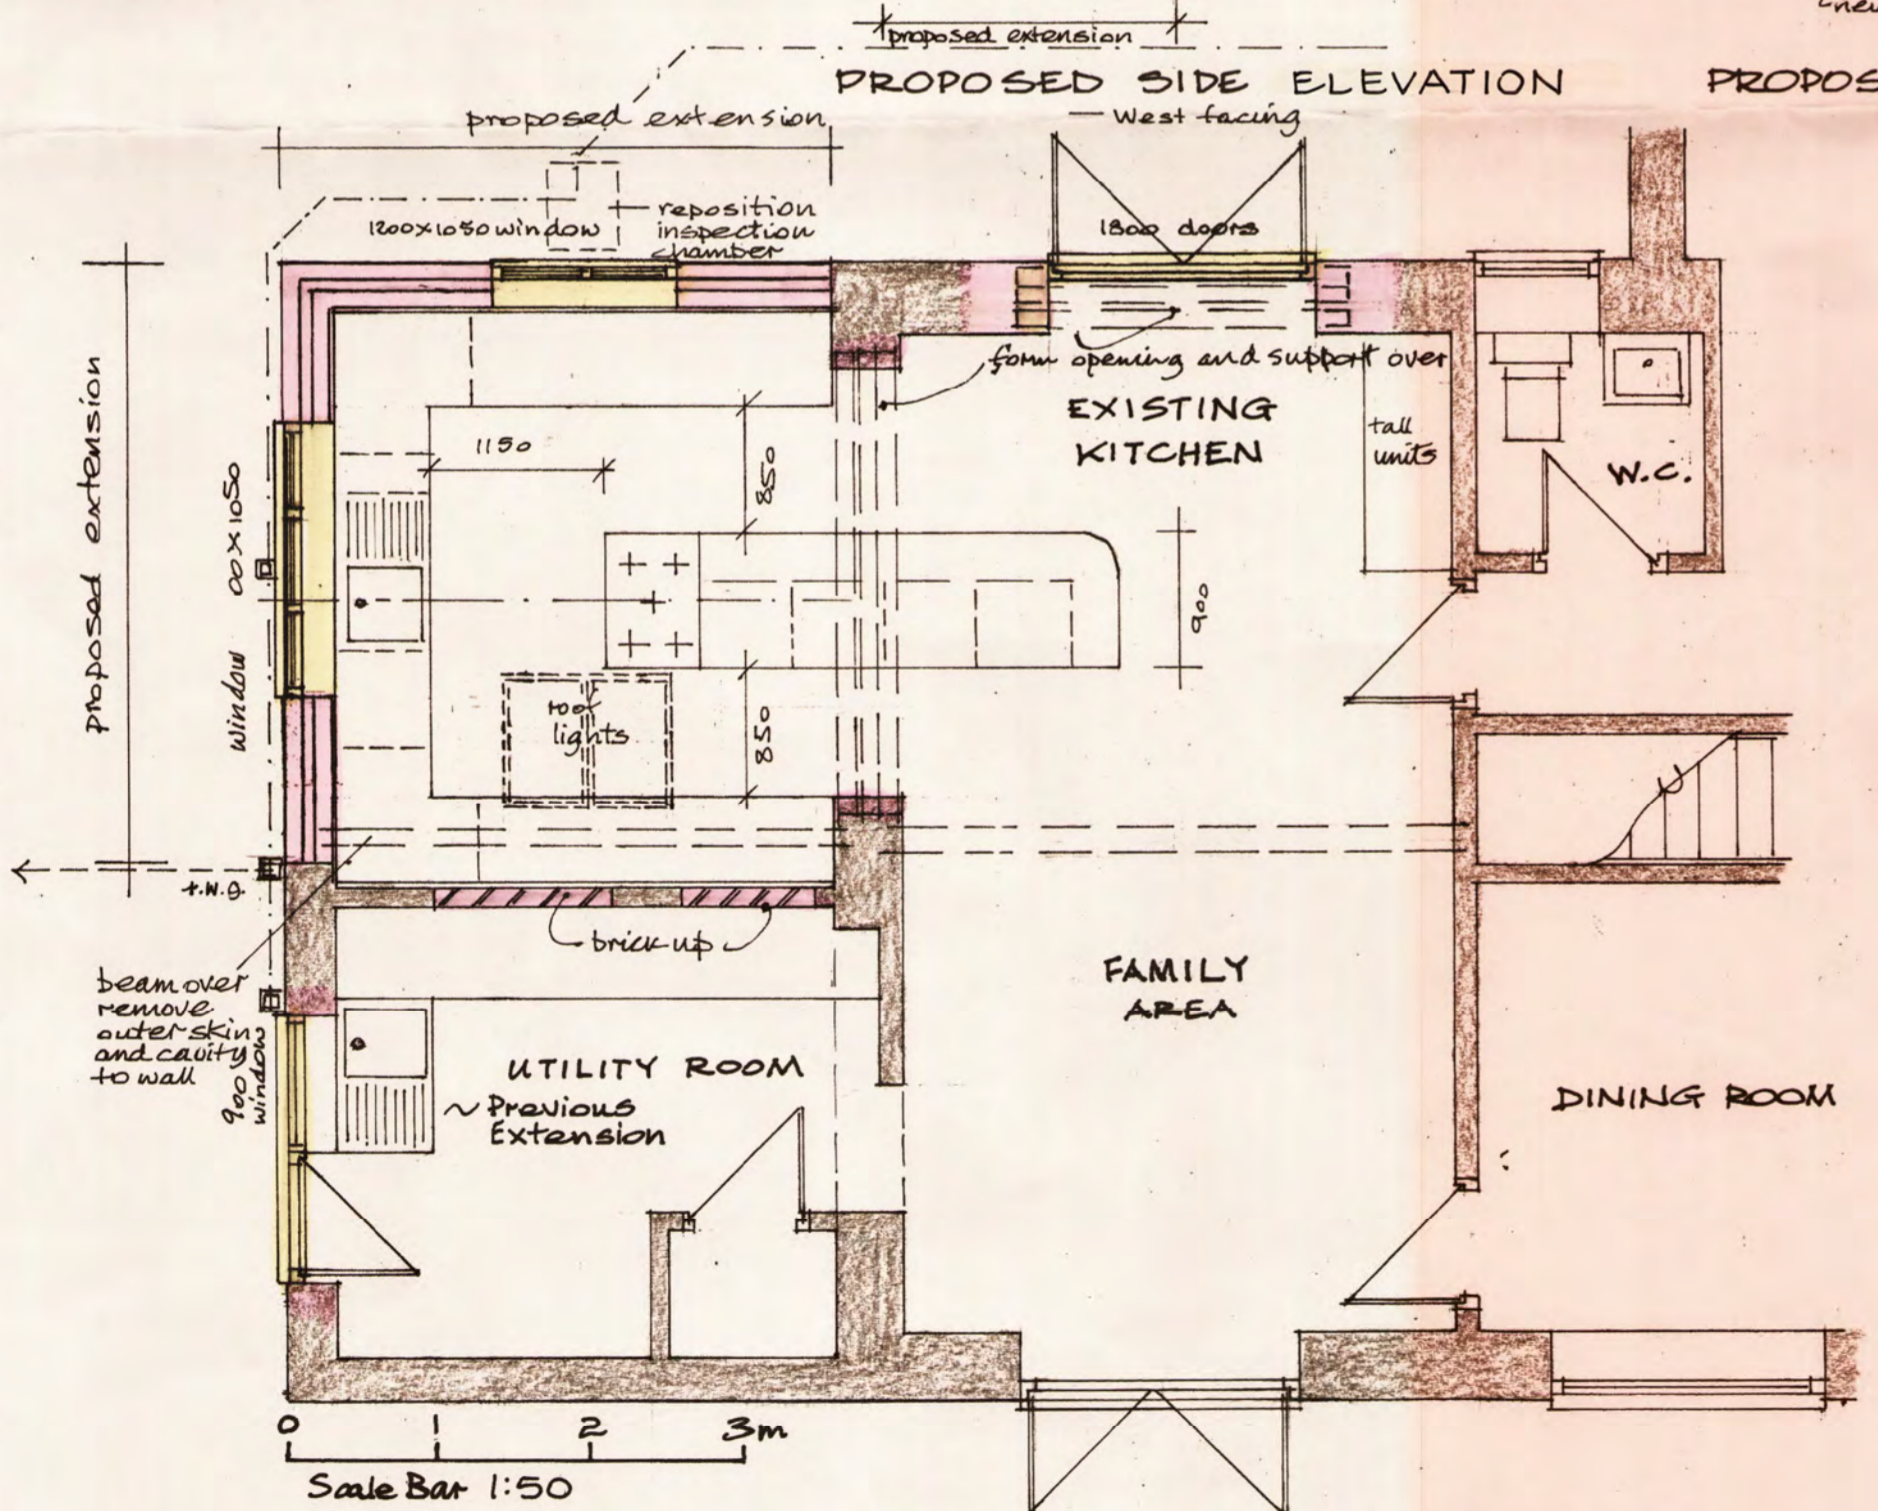 new
proposed extension
PROPOSED SIDE ELEVATION
PROPOS
— West facing
proposed extension
1200x1050 window
reposition
inspection
chamber
1800 doors
form opening and support over
EXISTING
KITCHEN
tall
units
W.C.
proposed extension
window 00x1050
1150
850
900
roof
lights
850
brick up
beam over
remove
outer skin
and cavity
to wall
900
window
UTILITY ROOM
~ Previous
Extension
FAMILY
AREA
DINING ROOM
0 1 2 3m
Scale Bar 1:50